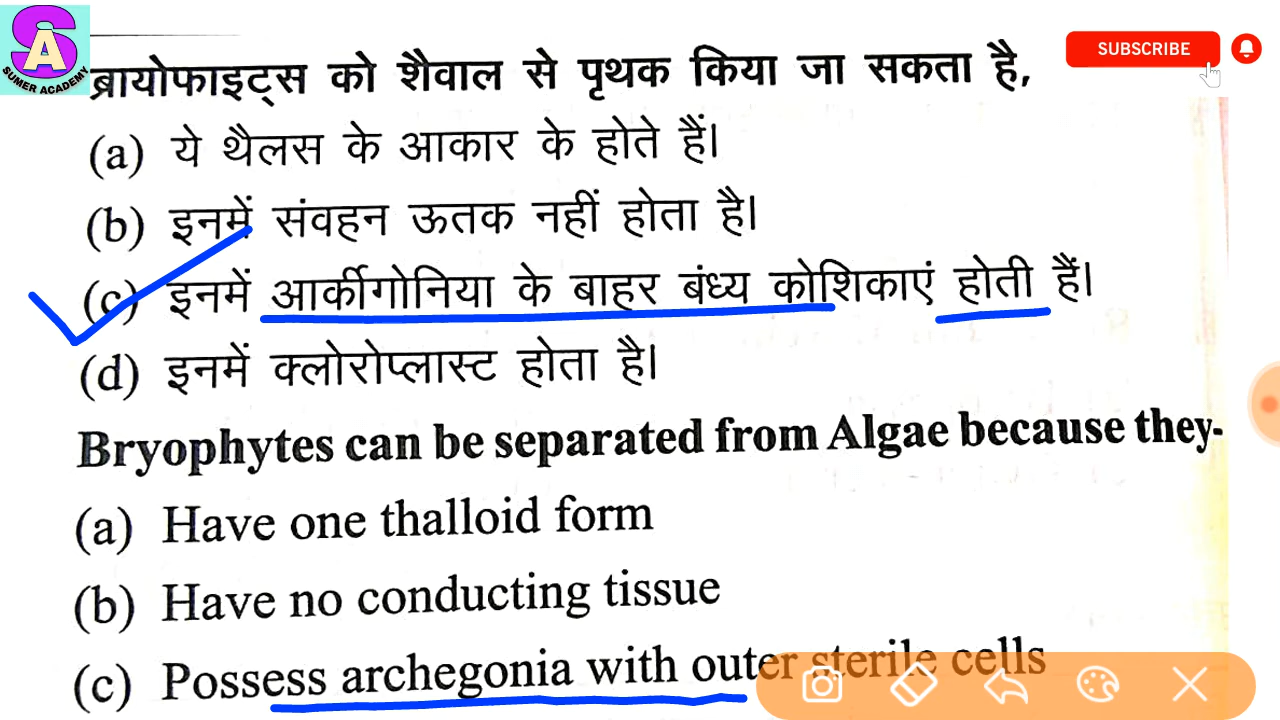 SA
SUMER ACADEMY
SUBSCRIBE
ब्रायोफाइट्स को शैवाल से पृथक किया जा सकता है,
(a) ये थैलस के आकार के होते हैं।
(b) इनमें संवहन ऊतक नहीं होता है।
(c) इनमें आर्कीगोनिया के बाहर बंध्य कोशिकाएं होती हैं।
(d) इनमें क्लोरोप्लास्ट होता है।
Bryophytes can be separated from Algae because they-
(a) Have one thalloid form
(b) Have no conducting tissue
(c) Possess archegonia with outer sterile cells